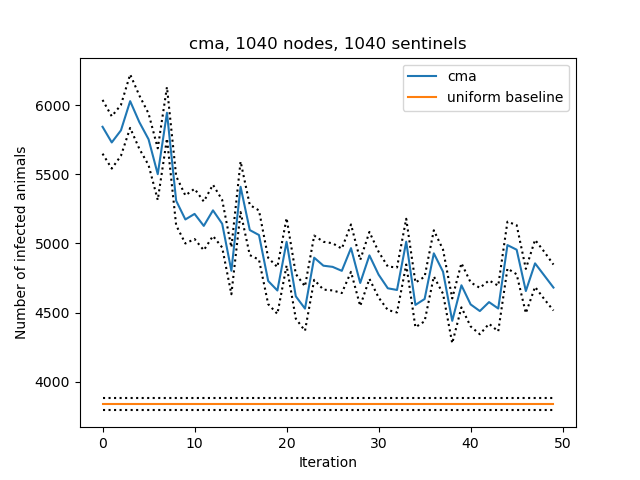 cma, 1040 nodes, 1040 sentinels
cma
uniform baseline
Number of infected animals
6000
5500
5000
4500
4000
0
10
20
30
40
50
Iteration